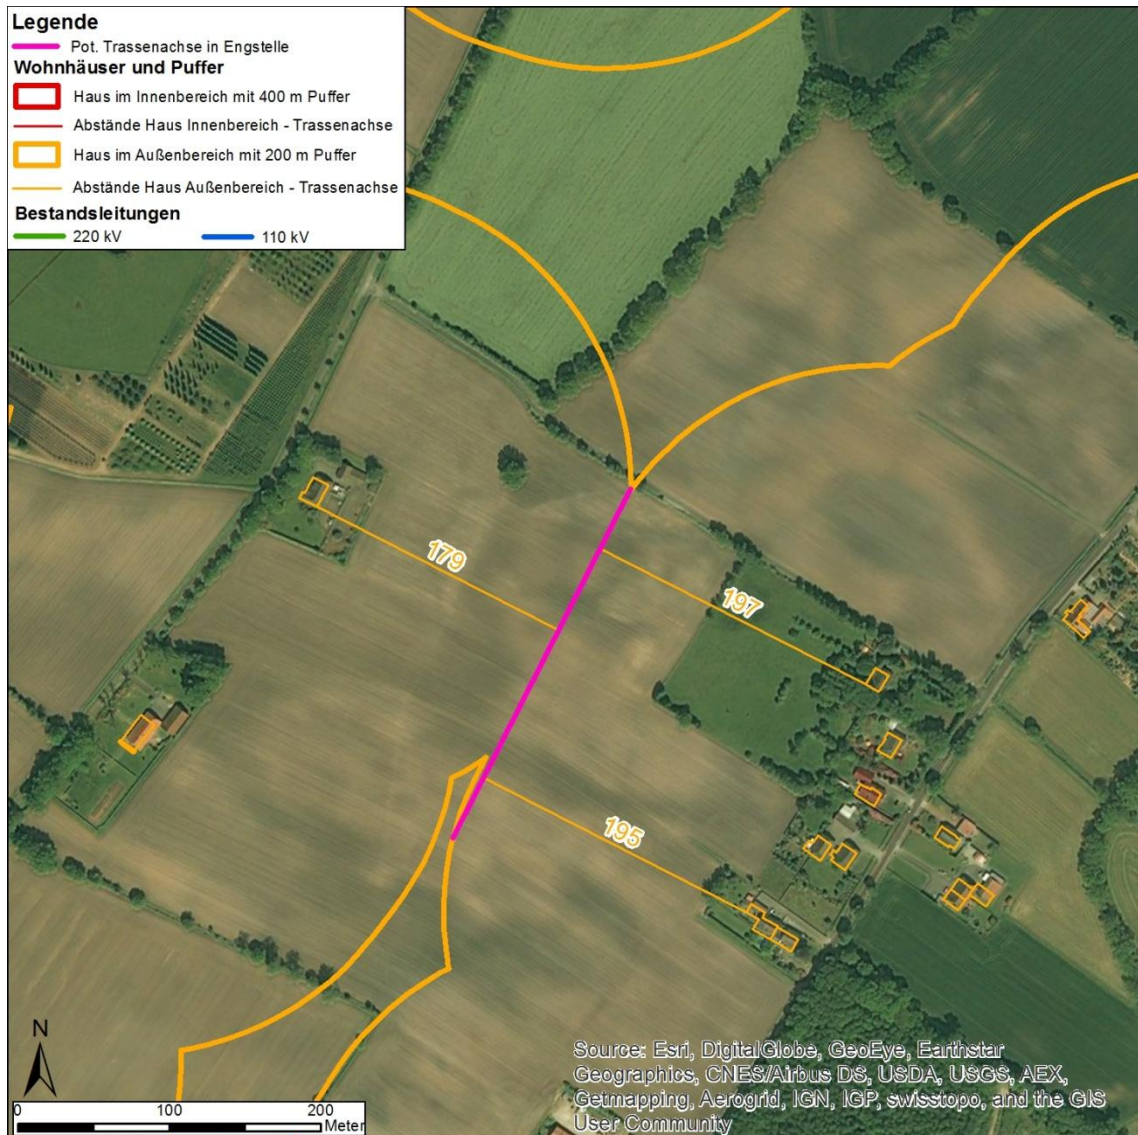 Legende
Pot. Trassenachse in Engstelle
Wohnhäuser und Puffer
Haus im Innenbereich mit 400 m Puffer
Abstände Haus Innenbereich - Trassenachse
Haus im Außenbereich mit 200 m Puffer
Abstände Haus Außenbereich - Trassenachse
Bestandsleitungen
220 kV 110 kV
179
197
195
N
0 100 200
Meter
Source: Esri, DigitalGlobe, GeoEye, Earthstar
Geographics, CNES/Airbus DS, USDA, USGS, AEX,
Getmapping, Aerogrid, IGN, IGP, swisstopo, and the GIS
User Community